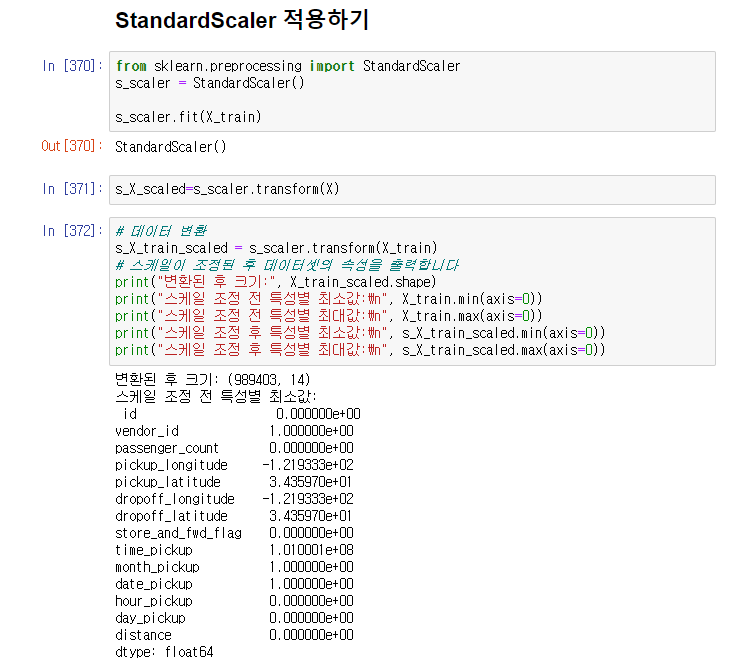 StandardScaler 적용하기
In [370]: from sklearn.preprocessing import StandardScaler
s_scaler = StandardScaler()
s_scaler.fit(X_train)
Out[370]: StandardScaler()
In [371]: s_X_scaled=s_scaler.transform(X)
In [372]: # 데이터 변환
s_X_train_scaled = s_scaler.transform(X_train)
# 스케일이 조정된 후 데이터셋의 속성을 출력합니다
print("변환된 후 크기:", X_train_scaled.shape)
print("스케일 조정 전 특성별 최소값:₩n", X_train.min(axis=0))
print("스케일 조정 전 특성별 최대값:₩n", X_train.max(axis=0))
print("스케일 조정 후 특성별 최소값:₩n", s_X_train_scaled.min(axis=0))
print("스케일 조정 후 특성별 최대값:₩n", s_X_train_scaled.max(axis=0))
변환된 후 크기: (989403, 14)
스케일 조정 전 특성별 최소값:
id 0.000000e+00
vendor_id 1.000000e+00
passenger_count 0.000000e+00
pickup_longitude -1.219333e+02
pickup_latitude 3.435970e+01
dropoff_longitude -1.219333e+02
dropoff_latitude 3.435970e+01
store_and_fwd_flag 0.000000e+00
time_pickup 1.010001e+08
month_pickup 1.000000e+00
date_pickup 1.000000e+00
hour_pickup 0.000000e+00
day_pickup 0.000000e+00
distance 0.000000e+00
dtype: float64